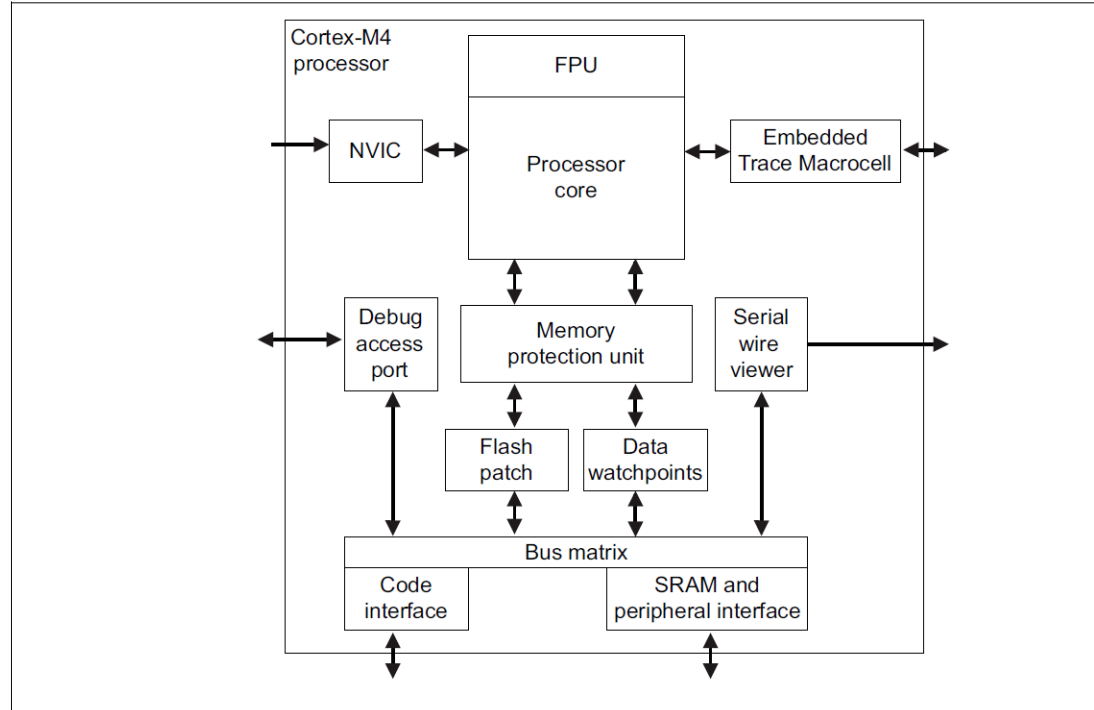 Cortex-M4
processor
FPU
NVIC
Processor
core
Embedded
Trace Macrocell
Debug
access
port
Memory
protection unit
Serial
wire
viewer
Flash
patch
Data
watchpoints
Bus matrix
Code
interface
SRAM and
peripheral interface